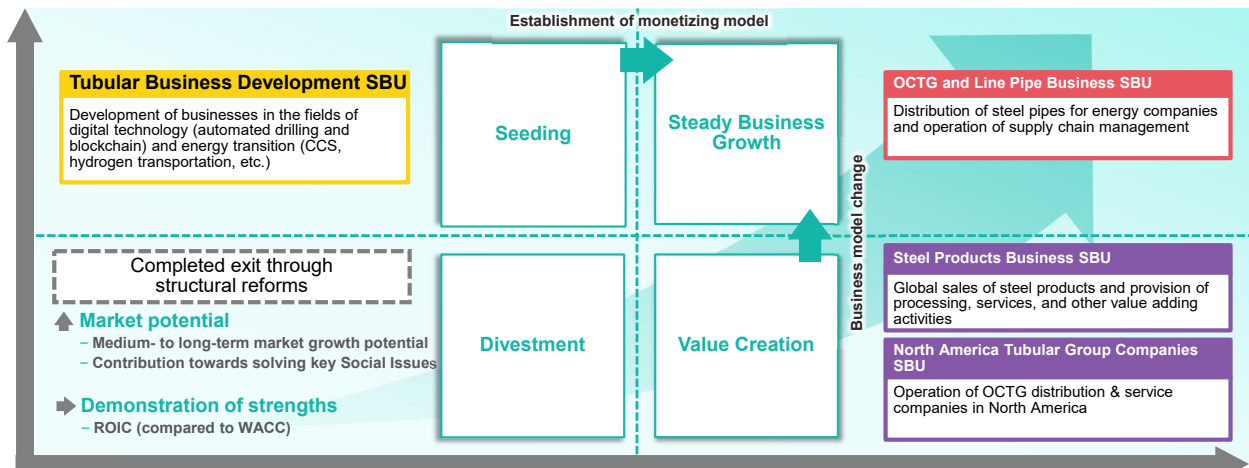 Establishment of monetizing model
Tubular Business Development SBU
Development of businesses in the fields of
digital technology (automated drilling and
blockchain) and energy transition (CCS,
hydrogen transportation, etc.)
Seeding
Steady Business
Growth
OCTG and Line Pipe Business SBU
Distribution of steel pipes for energy companies
and operation of supply chain management
Business model change
Completed exit through
structural reforms
Market potential
– Medium- to long-term market growth potential
– Contribution towards solving key Social Issues
Demonstration of strengths
– ROIC (compared to WACC)
Divestment
Value Creation
Steel Products Business SBU
Global sales of steel products and provision of
processing, services, and other value adding
activities
North America Tubular Group Companies
SBU
Operation of OCTG distribution & service
companies in North America